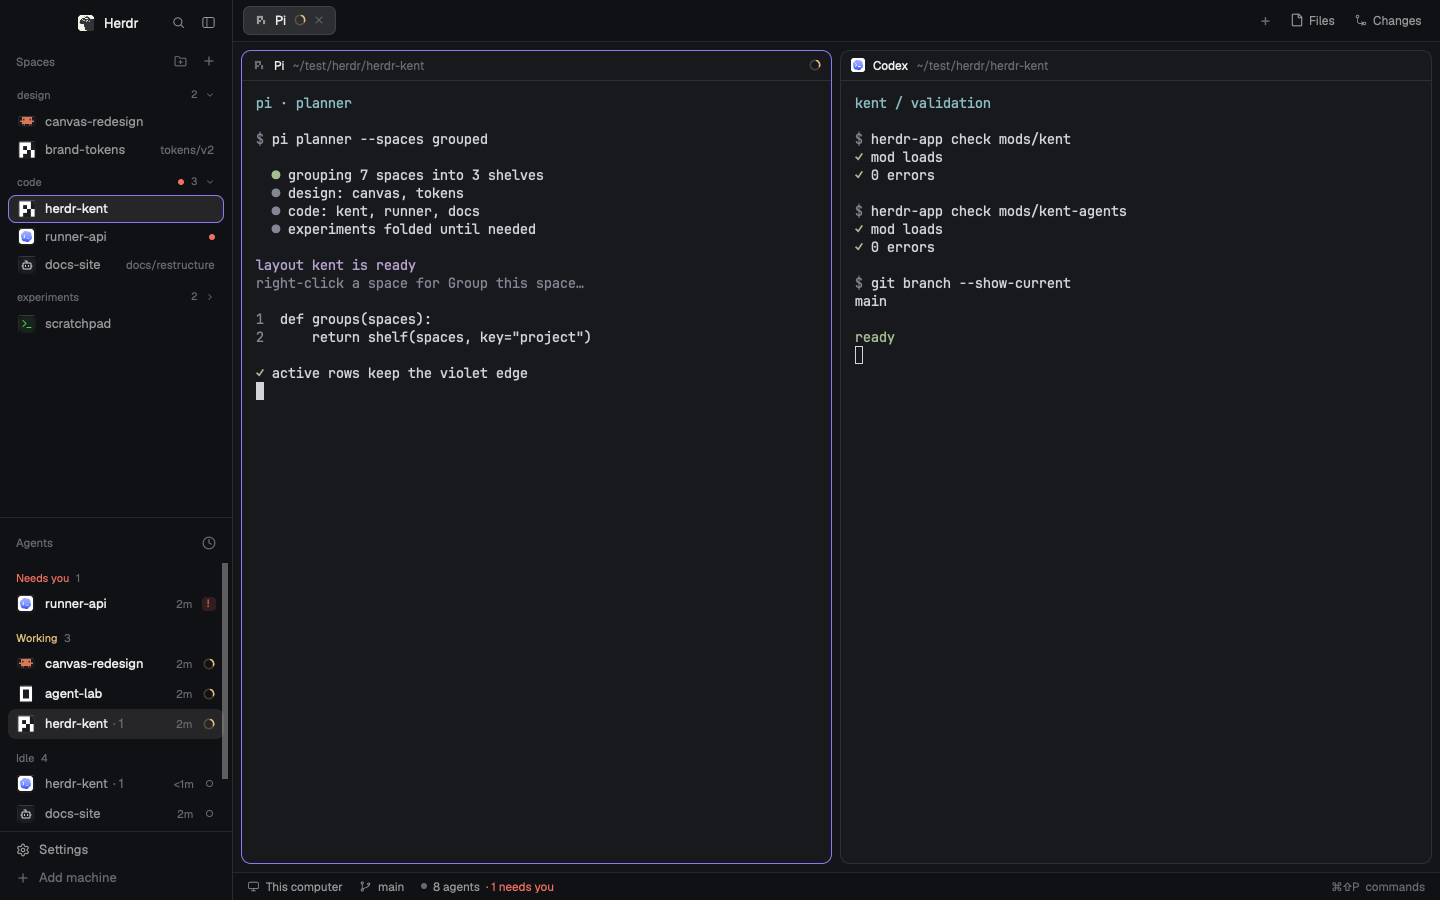 Herdr
Spaces
design 2
canvas-redesign
brand-tokens tokens/v2
code 3
herdr-kent
runner-api
docs-site docs/restructure
experiments 2
scratchpad
Agents
Needs you 1
runner-api 2m !
Working 3
canvas-redesign 2m
agent-lab 2m
herdr-kent · 1 2m
Idle 4
herdr-kent · 1 <1m
docs-site 2m
Settings
+ Add machine
Pi ×
+ Files Changes
Pi ~/test/herdr/herdr-kent
pi · planner
$ pi planner --spaces grouped
● grouping 7 spaces into 3 shelves
● design: canvas, tokens
● code: kent, runner, docs
● experiments folded until needed
layout kent is ready
right-click a space for Group this space…
1 def groups(spaces):
2 return shelf(spaces, key="project")
✓ active rows keep the violet edge
Codex ~/test/herdr/herdr-kent
kent / validation
$ herdr-app check mods/kent
✓ mod loads
✓ 0 errors
$ herdr-app check mods/kent-agents
✓ mod loads
✓ 0 errors
$ git branch --show-current
main
ready
This computer main ● 8 agents · 1 needs you
⌘⇧P commands